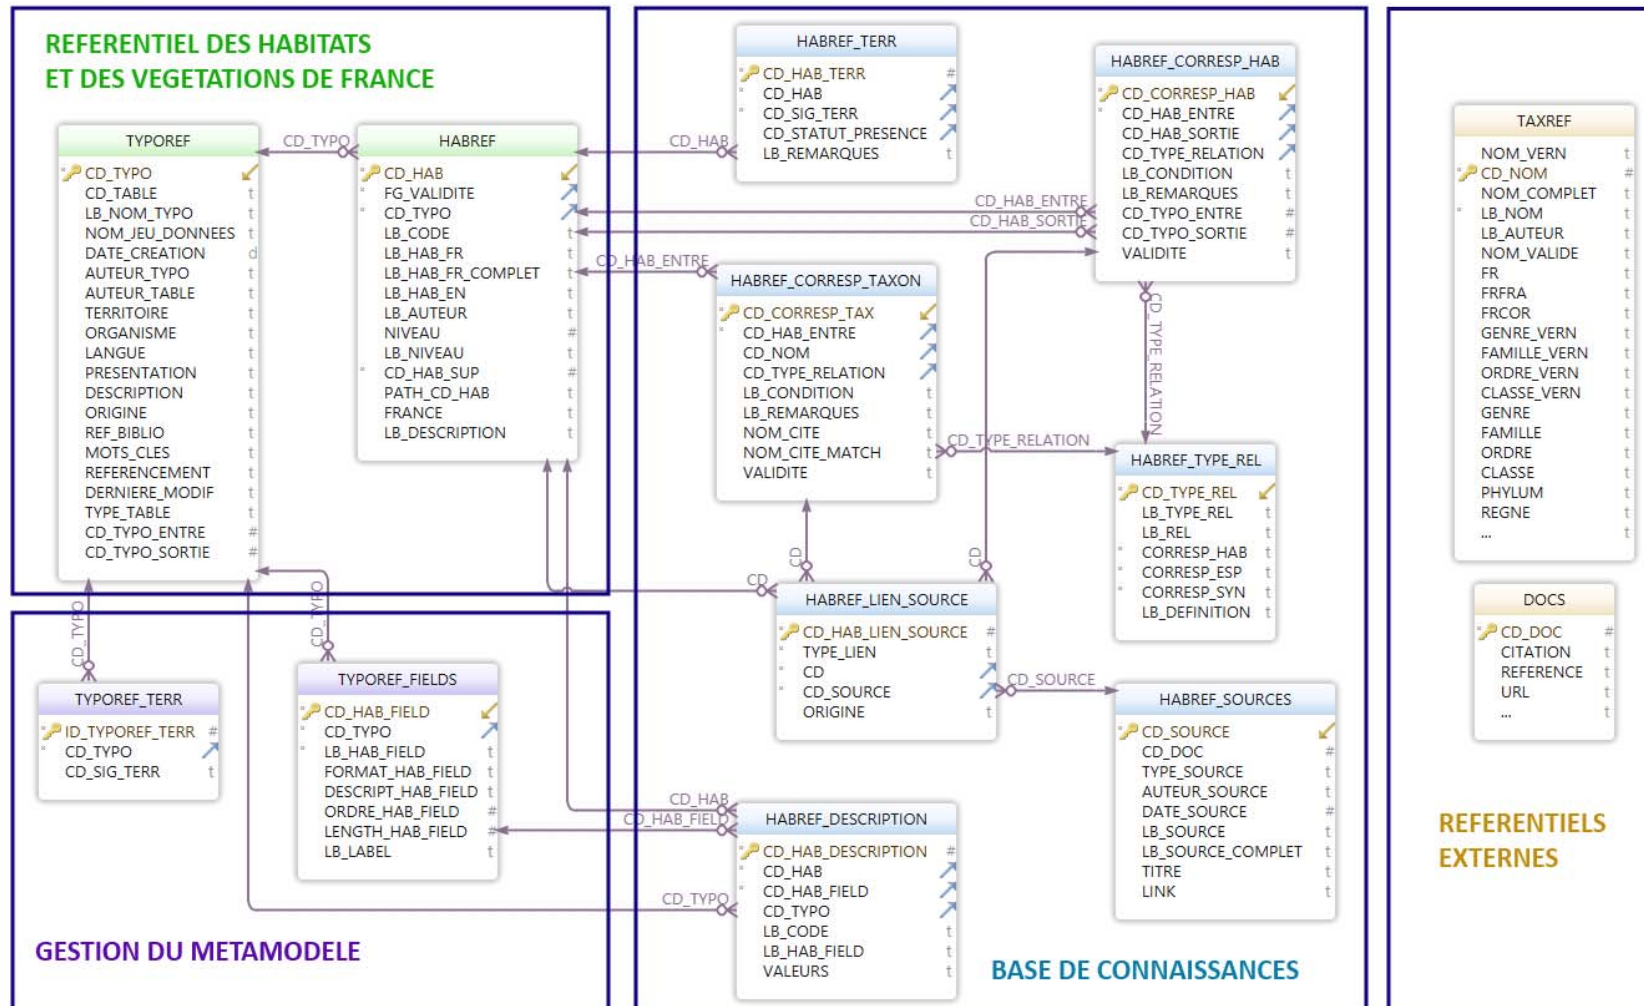 REFERENTIEL DES HABITATS
ET DES VEGETATIONS DE FRANCE
TYPOREF
CD_TYPO
CD_TABLE t
LB_NOM_TYPO t
NOM_JEU_DONNEES t
DATE_CREATION d
AUTEUR_TYPO t
AUTEUR_TABLE t
TERRITOIRE t
ORGANISME t
LANGUE t
PRESENTATION t
DESCRIPTION t
ORIGINE t
REF_BIBLIO t
MOTS_CLES t
REFERENCEMENT t
DERNIERE_MODIF t
TYPE_TABLE t
CD_TYPO_ENTRE #
CD_TYPO_SORTIE #
CD_TYPO
HABREF
CD_HAB
FG_VALIDITE
CD_TYPO
LB_CODE t
LB_HAB_FR t
LB_HAB_FR_COMPLET t
LB_HAB_EN t
LB_AUTEUR t
NIVEAU #
LB_NIVEAU t
CD_HAB_SUP #
PATH_CD_HAB t
FRANCE t
LB_DESCRIPTION t
CD_TYPO
CD_TYPO
TYPOREF_TERR
ID_TYPOREF_TERR #
CD_TYPO
CD_SIG_TERR t
TYPOREF_FIELDS
CD_HAB_FIELD
CD_TYPO
LB_HAB_FIELD t
FORMAT_HAB_FIELD t
DESCRIPT_HAB_FIELD t
ORDRE_HAB_FIELD #
LENGTH_HAB_FIELD #
LB_LABEL t
GESTION DU METAMODELE
HABREF_TERR
CD_HAB_TERR #
CD_HAB
CD_SIG_TERR
CD_STATUT_PRESENCE
LB_REMARQUES t
CD_HAB
CD_HAB_ENTRE
CD_HAB_SORTIE
CD_HAB_ENTRE
HABREF_CORRESP_HAB
CD_CORRESP_HAB
CD_HAB_ENTRE
CD_HAB_SORTIE
CD_TYPE_RELATION
LB_CONDITION t
LB_REMARQUES t
CD_TYPO_ENTRE #
CD_TYPO_SORTIE #
VALIDITE t
HABREF_CORRESP_TAXON
CD_CORRESP_TAX
CD_HAB_ENTRE
CD_NOM
CD_TYPE_RELATION
LB_CONDITION t
LB_REMARQUES t
NOM_CITE t
NOM_CITE_MATCH t
VALIDITE t
CD_TYPE_RELATION
CD_TYPE_RELATION
HABREF_TYPE_REL
CD_TYPE_REL
LB_TYPE_REL t
LB_REL t
CORRESP_HAB t
CORRESP_ESP t
CORRESP_SYN t
LB_DEFINITION t
CD
CD
CD
HABREF_LIEN_SOURCE
CD_HAB_LIEN_SOURCE #
TYPE_LIEN t
CD
CD_SOURCE
ORIGINE t
CD_SOURCE
HABREF_SOURCES
CD_SOURCE
CD_DOC #
TYPE_SOURCE t
AUTEUR_SOURCE t
DATE_SOURCE #
LB_SOURCE t
LB_SOURCE_COMPLET t
TITRE t
LINK t
CD_HAB
CD_HAB_FIELD
CD_TYPO
HABREF_DESCRIPTION
CD_HAB_DESCRIPTION #
CD_HAB
CD_HAB_FIELD
CD_TYPO
LB_CODE t
LB_HAB_FIELD t
VALEURS t
BASE DE CONNAISSANCES
TAXREF
NOM_VERN t
CD_NOM #
NOM_COMPLET t
LB_NOM t
LB_AUTEUR t
NOM_VALIDE t
FR t
FRFRA t
FRCOR t
GENRE_VERN t
FAMILLE_VERN t
ORDRE_VERN t
CLASSE_VERN t
GENRE t
FAMILLE t
ORDRE t
CLASSE t
PHYLUM t
REGNE t
... t
DOCS
CD_DOC #
CITATION t
REFERENCE t
URL t
... t
REFERENTIELS
EXTERNES